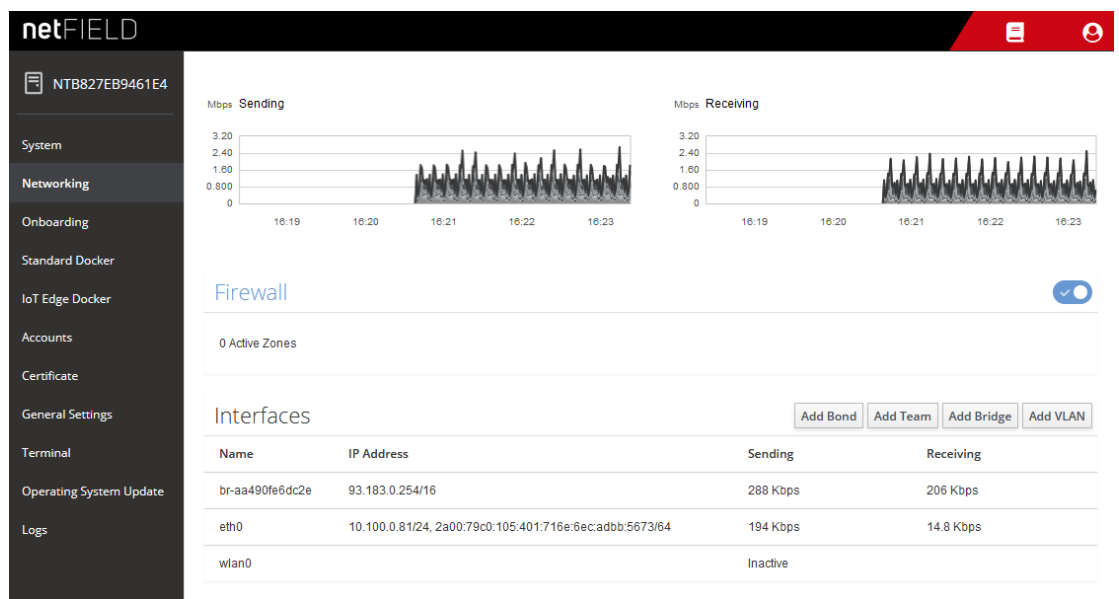 netFIELD
NTB827EB9461E4
System
Networking
Onboarding
Standard Docker
IoT Edge Docker
Accounts
Certificate
General Settings
Terminal
Operating System Update
Logs
Mbps Sending
3.20
2.40
1.60
0.800
0
16:19 16:20 16:21 16:22 16:23
Mbps Receiving
3.20
2.40
1.60
0.800
0
16:19 16:20 16:21 16:22 16:23
Firewall
0 Active Zones
Interfaces Add Bond Add Team Add Bridge Add VLAN
Name IP Address Sending Receiving
br-aa490fe6dc2e 93.183.0.254/16 288 Kbps 206 Kbps
eth0 10.100.0.81/24, 2a00:79c0:105:401:716e:6ec:adbb:5673/64 194 Kbps 14.8 Kbps
wlan0 Inactive